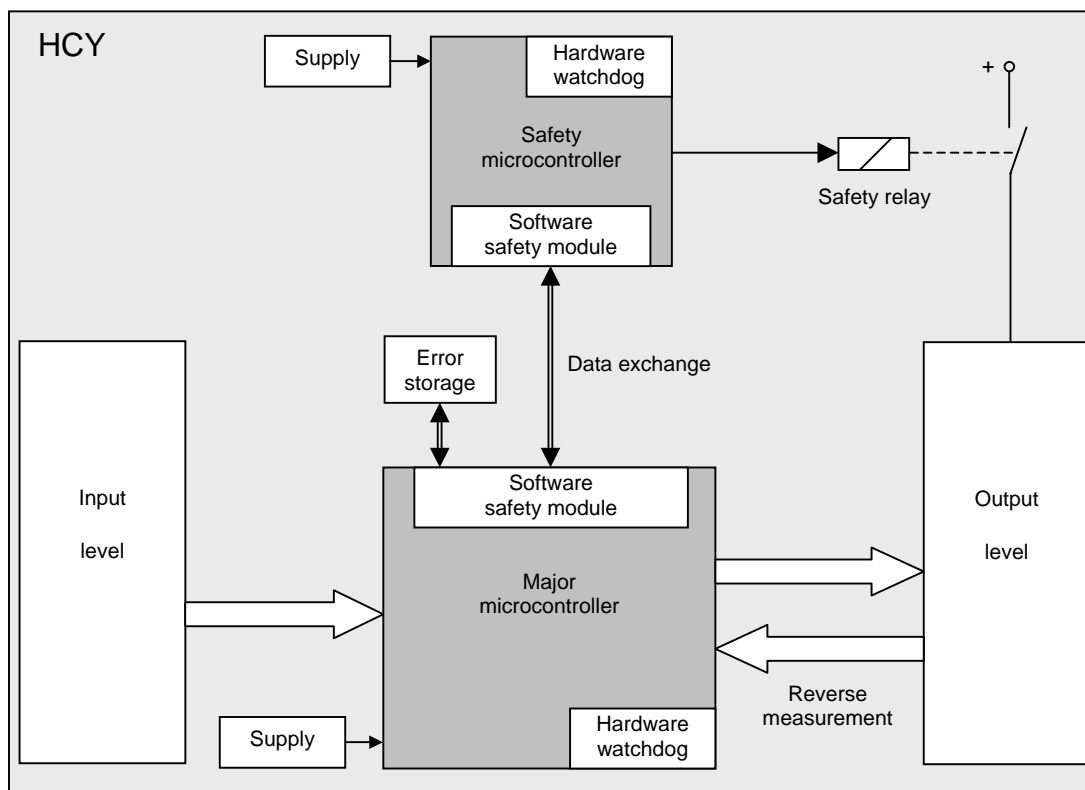 HCY
Supply
Hardware
watchdog
+
Safety
microcontroller
Safety relay
Software
safety module
Error
storage
Data exchange
Input
level
Software
safety module
Output
level
Major
microcontroller
Reverse
measurement
Supply
Hardware
watchdog